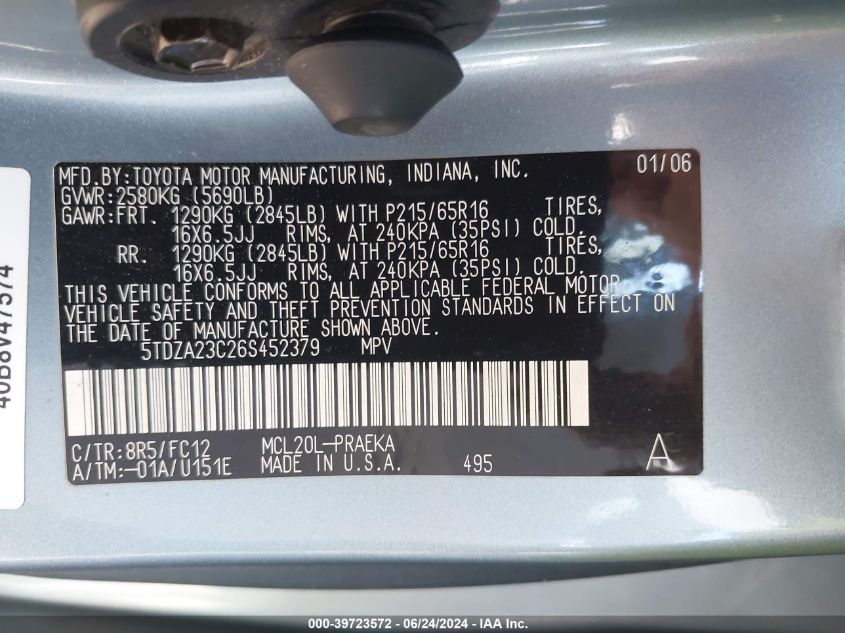 MFD.BY:TOYOTA MOTOR MANUFACTURING, INDIANA, INC. 01/06
GVWR:2580KG (5690LB)
GAWR:FRT. 1290KG (2845LB) WITH P215/65R16 TIRES,
16X6.5JJ RIMS, AT 240KPA (35PSI) COLD.
RR. 1290KG (2845LB) WITH P215/65R16 TIRES,
16X6.5JJ RIMS, AT 240KPA (35PSI) COLD.
THIS VEHICLE CONFORMS TO ALL APPLICABLE FEDERAL MOTOR
VEHICLE SAFETY AND THEFT PREVENTION STANDARDS IN EFFECT ON
THE DATE OF MANUFACTURE SHOWN ABOVE.
5TDZA23C26S452379 MPV
C/TR:8R5/FC12 MCL20L-PRAEKA
A/TM:-01A/U151E MADE IN U.S.A. 495 A
000-39723572 - 06/24/2024 - IAA Inc.